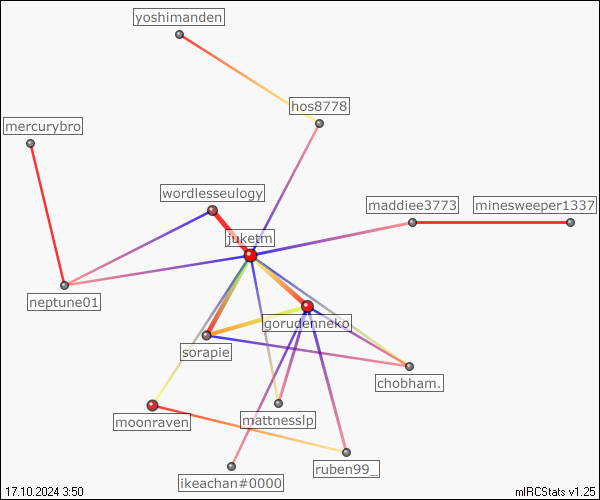 yoshimanden
hos8778
mercurybro
wordlesseulogy
maddiee3773
minesweeper1337
juketm
neptune01
gorudenneko
sorapie
chobham.
moonraven
mattnesslp
ruben99_
ikeachan#0000
17.10.2024 3:50
mIRCStats v1.25